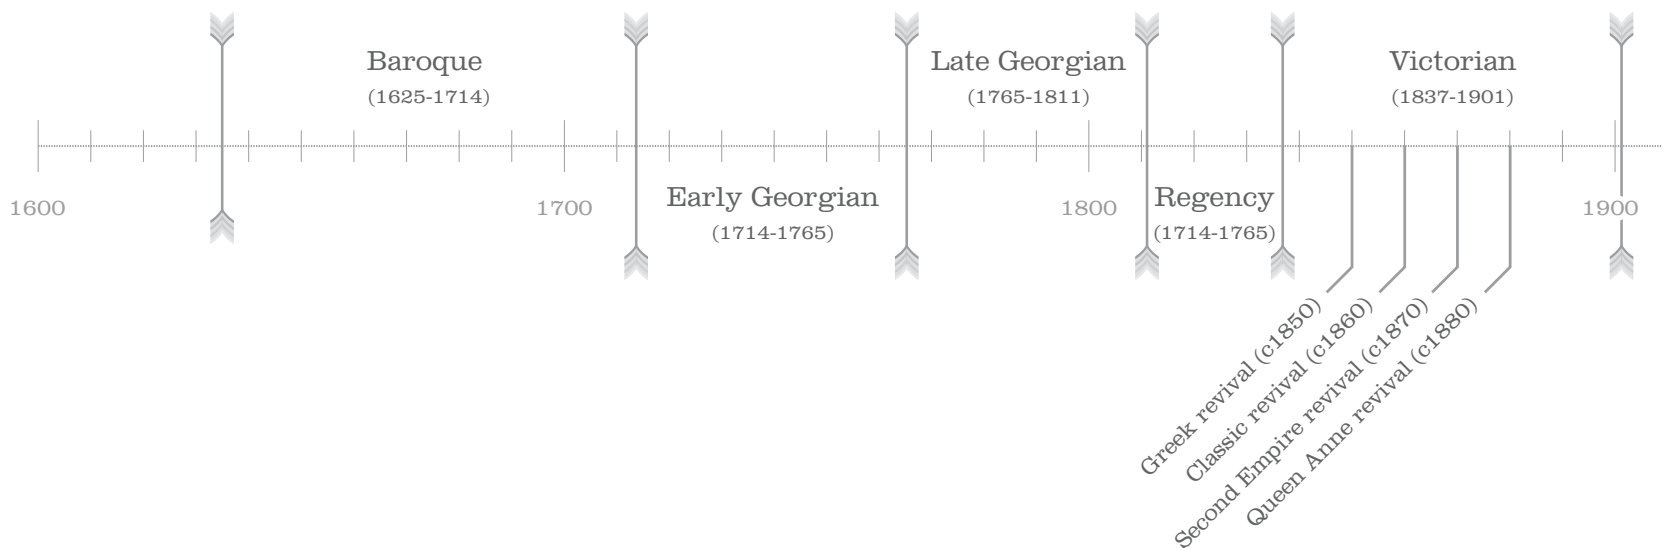 Baroque
(1625-1714)
Late Georgian
(1765-1811)
Victorian
(1837-1901)
1600
1700
Early Georgian
(1714-1765)
1800
Regency
(1714-1765)
1900
Greek revival (c1850)
Classic revival (c1860)
Second Empire revival (c1870)
Queen Anne revival (c1880)